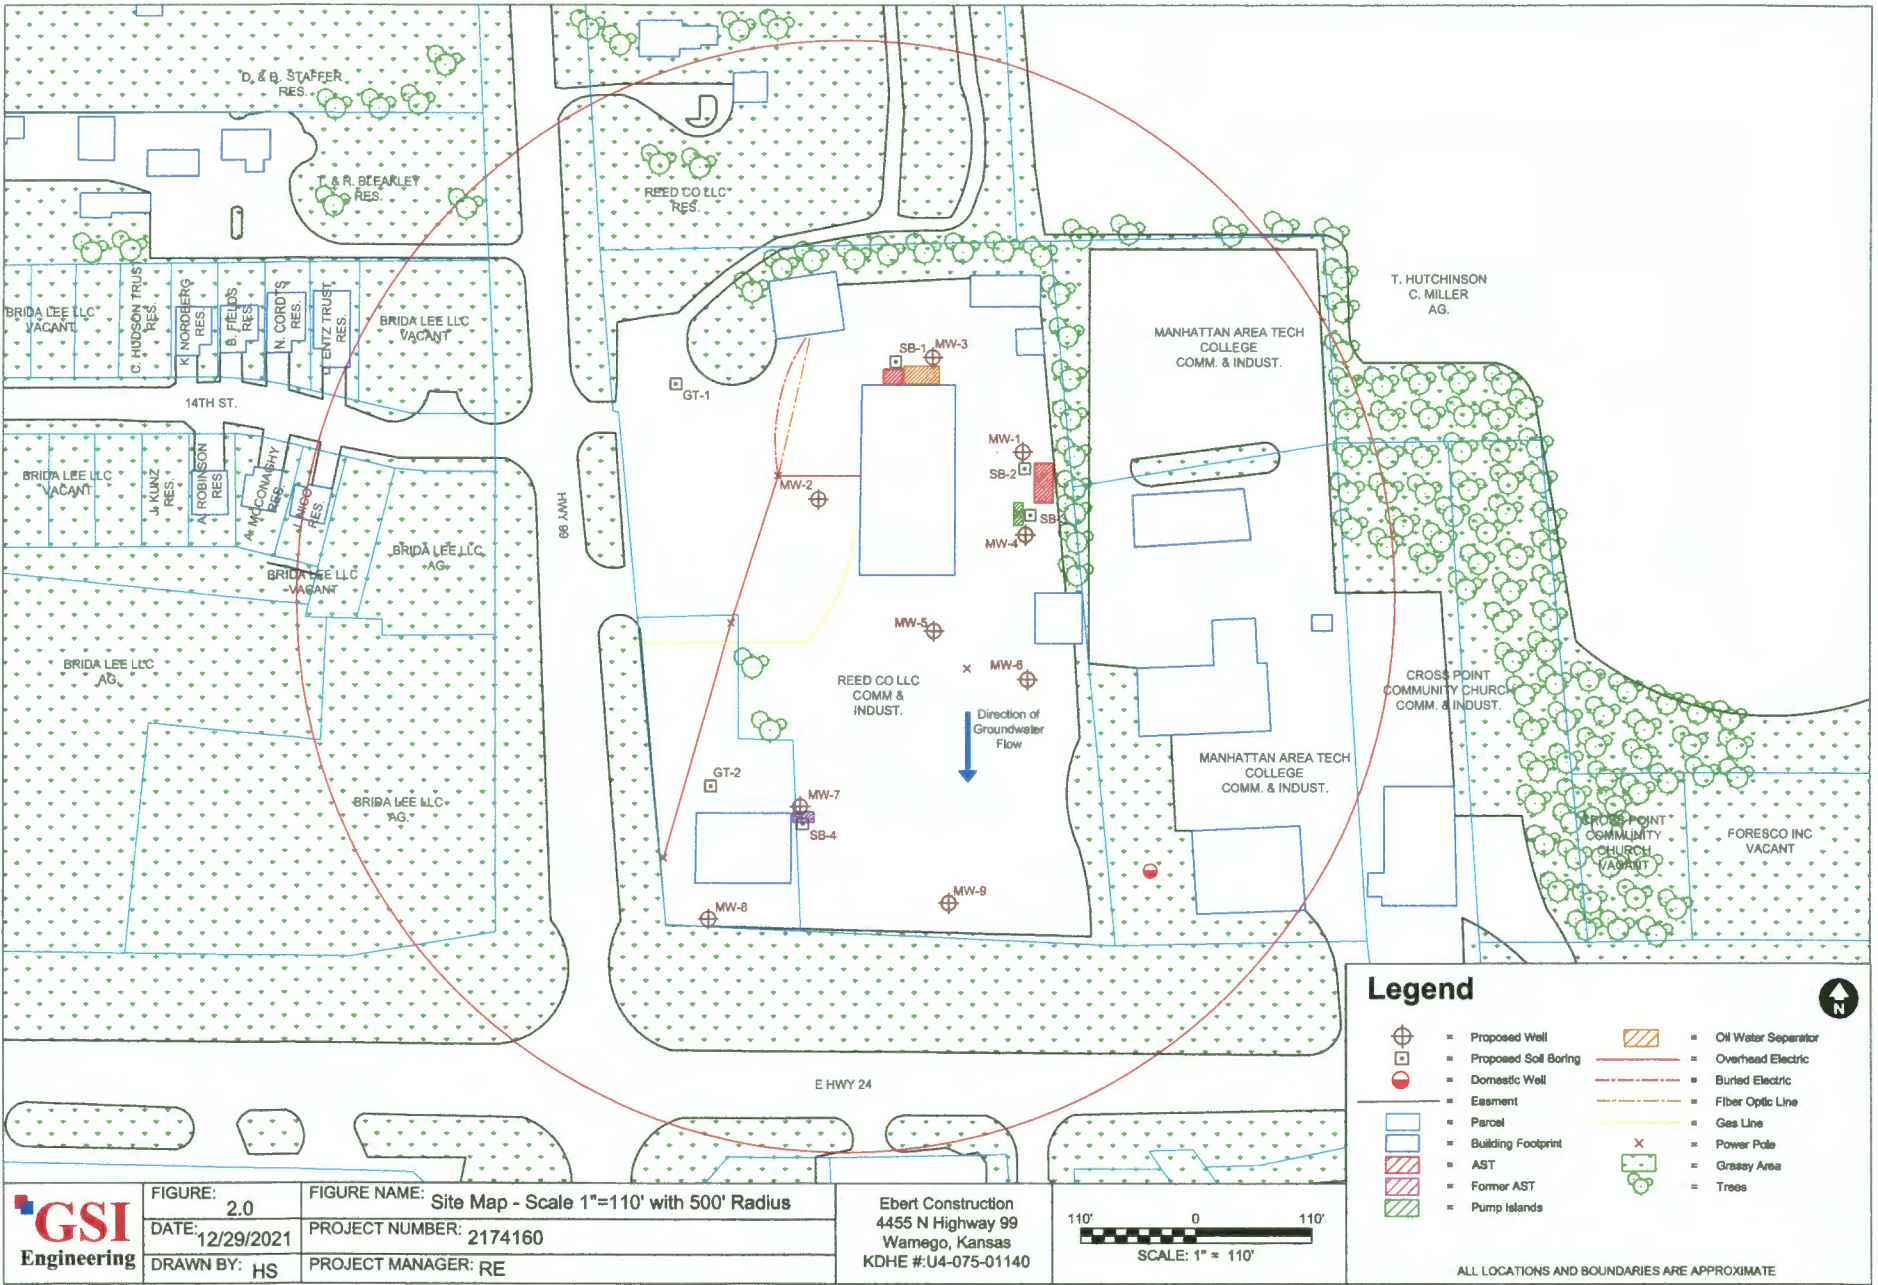 D. & B. STAFFER
RES.
T. & R. BLEAKLEY
RES.
REED CO LLC
RES.
BRIDA LEE LLC
VACANT
C. HUDSON TRUST
RES.
K NORDBERG
RES.
B. FIELDS
RES.
N. CORDTS
RES.
LENTZ TRUST
RES.
BRIDA LEE LLC
VACANT
14TH ST.
BRIDA LEE LLC
VACANT
J. KUNZ
RES.
A. ROBINSON
RES
A. MCCONAGHY
RES.
NICO
RES.
BRIDA LEE LLC
AG.
BRIDA LEE LLC
VACANT
BRIDA LEE LLC
AG.
BRIDA LEE LLC
AG.
HWY 99
GT-1
SB-1
MW-3
MW-1
SB-2
MW-2
SB-3
MW-4
MW-5
MW-6
REED CO LLC
COMM &
INDUST.
Direction of
Groundwater
Flow
GT-2
MW-7
SB-4
MW-8
MW-9
T. HUTCHINSON
C. MILLER
AG.
MANHATTAN AREA TECH
COLLEGE
COMM. & INDUST.
CROSS POINT
COMMUNITY CHURCH
COMM. & INDUST.
MANHATTAN AREA TECH
COLLEGE
COMM. & INDUST.
CROSS POINT
COMMUNITY
CHURCH
VACANT
FORESCO INC
VACANT
E HWY 24
Legend
N
= Proposed Well
= Proposed Soil Boring
= Domestic Well
= Easment
= Parcel
= Building Footprint
= AST
= Former AST
= Pump Islands
= Oil Water Separator
= Overhead Electric
= Buried Electric
= Fiber Optic Line
= Gas Line
= Power Pole
= Grassy Area
= Trees
ALL LOCATIONS AND BOUNDARIES ARE APPROXIMATE
GSI
Engineering
FIGURE:
2.0
DATE: 12/29/2021
DRAWN BY: HS
FIGURE NAME: Site Map - Scale 1"=110' with 500' Radius
PROJECT NUMBER: 2174160
PROJECT MANAGER: RE
Ebert Construction
4455 N Highway 99
Wamego, Kansas
KDHE #:U4-075-01140
110' 0 110'
SCALE: 1" = 110'